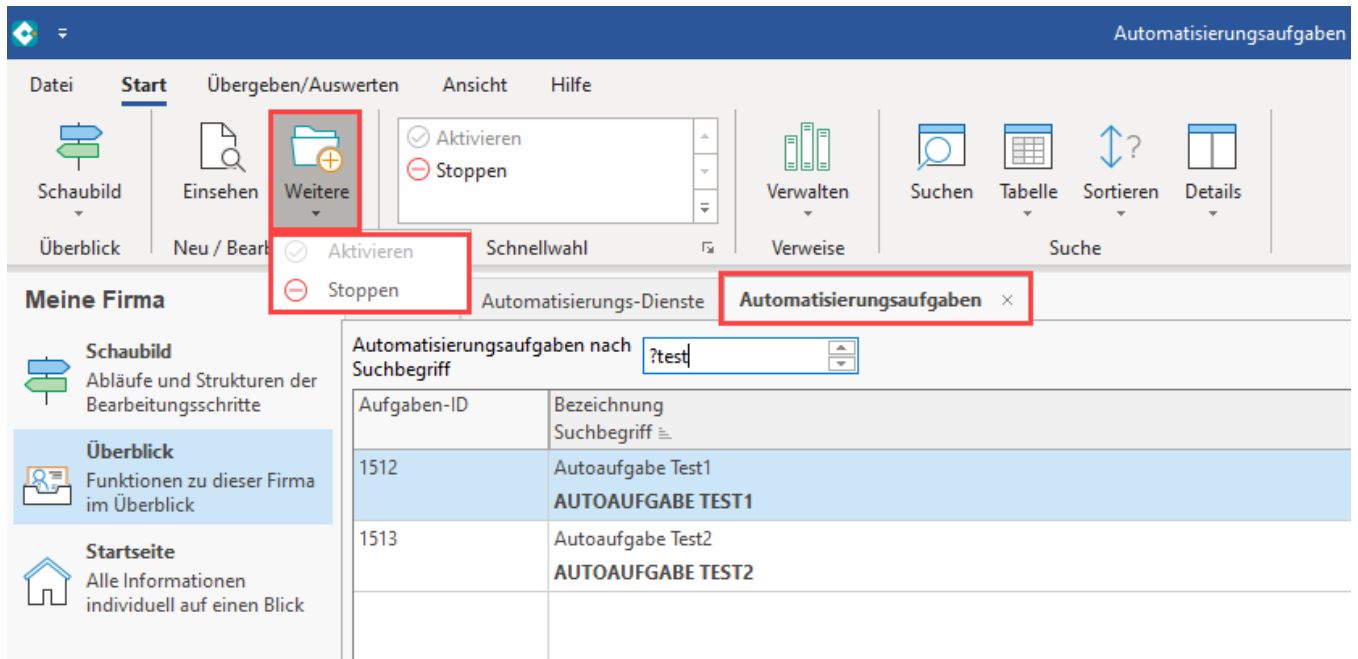 Automatisierungsaufgaben
Datei Start Übergeben/Auswerten Ansicht Hilfe
Aktivieren
Stoppen
Schaubild Einsehen Weitere Verwalten Suchen Tabelle Sortieren Details
Überblick Neu / Bearb Schnellwahl Verweise Suche
Aktivieren
Stoppen
Meine Firma
Automatisierungs-Dienste Automatisierungsaufgaben
Schaubild
Abläufe und Strukturen der
Bearbeitungsschritte
Überblick
Funktionen zu dieser Firma
im Überblick
Startseite
Alle Informationen
individuell auf einen Blick
Automatisierungsaufgaben nach
Suchbegriff
?test
Aufgaben-ID Bezeichnung
Suchbegriff
1512 Autoaufgabe Test1
AUTOAUFGABE TEST1
1513 Autoaufgabe Test2
AUTOAUFGABE TEST2